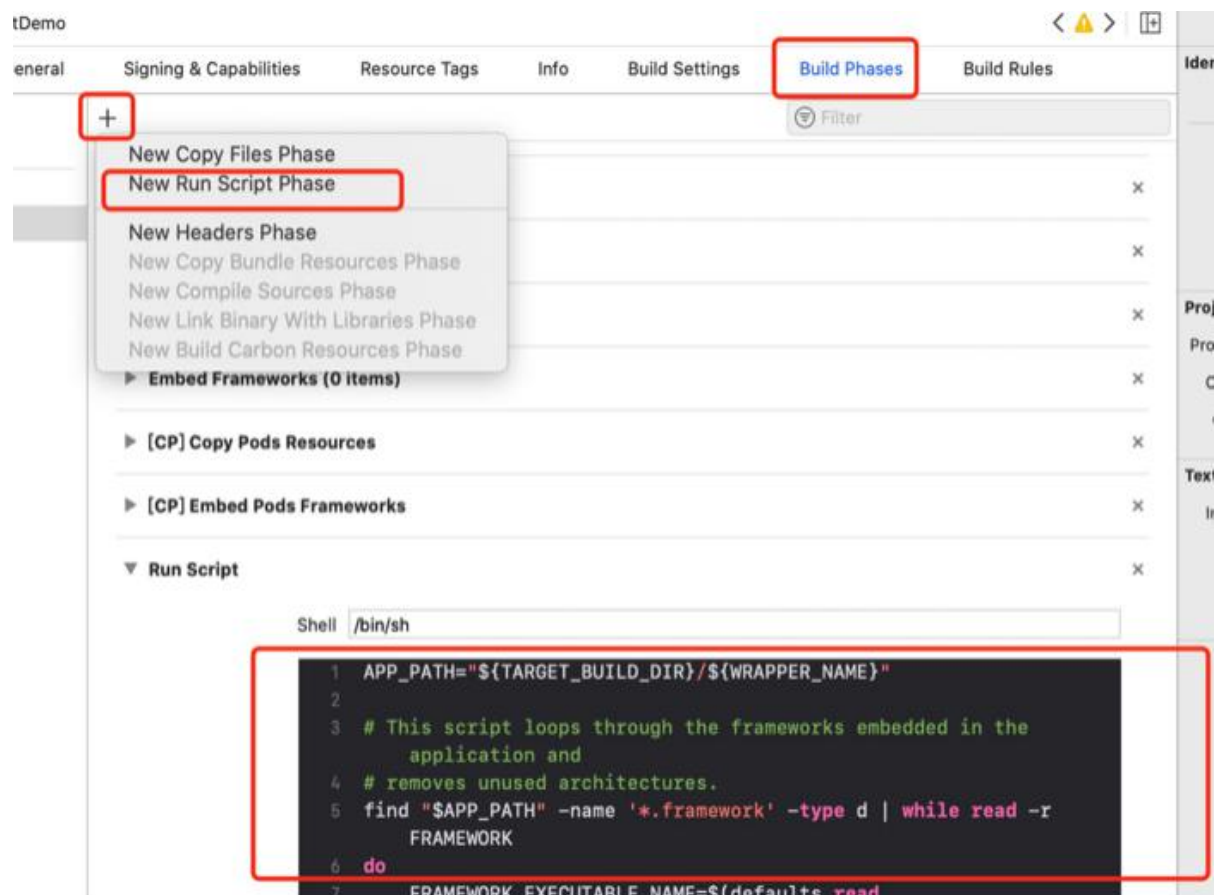 tDemo
eneral Signing & Capabilities Resource Tags Info Build Settings Build Phases Build Rules
Iden
+ Filter
New Copy Files Phase
New Run Script Phase
New Headers Phase
New Copy Bundle Resources Phase
New Compile Sources Phase
New Link Binary With Libraries Phase
New Build Carbon Resources Phase
Proj
Pro
Embed Frameworks (0 items)
[CP] Copy Pods Resources
Text
[CP] Embed Pods Frameworks
Run Script
Shell /bin/sh
1 APP_PATH="${TARGET_BUILD_DIR}/${WRAPPER_NAME}"
2
3 # This script loops through the frameworks embedded in the
application and
4 # removes unused architectures.
5 find "$APP_PATH" -name '*.framework' -type d | while read -r
FRAMEWORK
6 do
7 FRAMEWORK_EXECUTABLE_NAME=$(defaults read